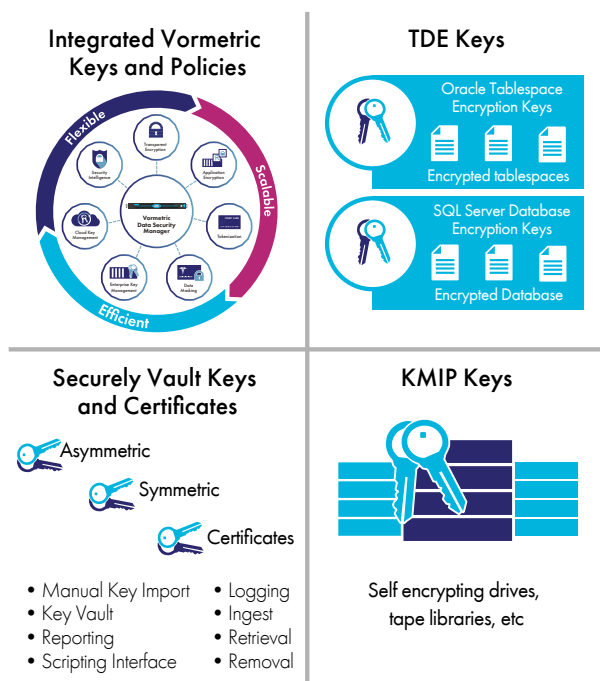 Integrated Vormetric
Keys and Policies
Flexible
Scalable
Efficient
Transparent
Encryption
Security
Intelligence
Application
Encryption
Cloud Key
Management
Vormetric
Data Security
Manager
Tokenization
Enterprise Key
Management
Data
Masking
TDE Keys
Oracle Tablespace
Encryption Keys
Encrypted tablespaces
SQL Server Database
Encryption Keys
Encrypted Database
Securely Vault Keys
and Certificates
Asymmetric
Symmetric
Certificates
• Manual Key Import
• Key Vault
• Reporting
• Scripting Interface
• Logging
• Ingest
• Retrieval
• Removal
KMIP Keys
Self encrypting drives,
tape libraries, etc